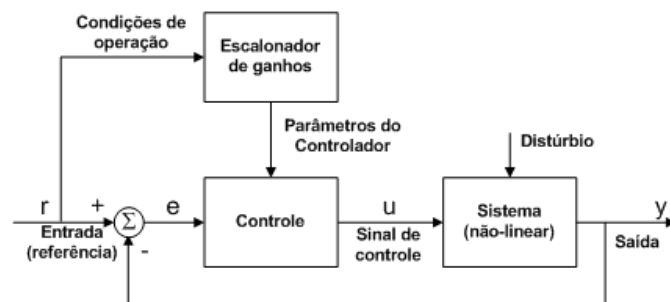 Condições de
operação
Escalonador
de ganhos
Parâmetros do
Controlador
Distúrbio
r
+
Σ
e
Controle
u
Sistema
(não-linear)
y
Entrada
(referência)
-
Sinal de
controle
Saída